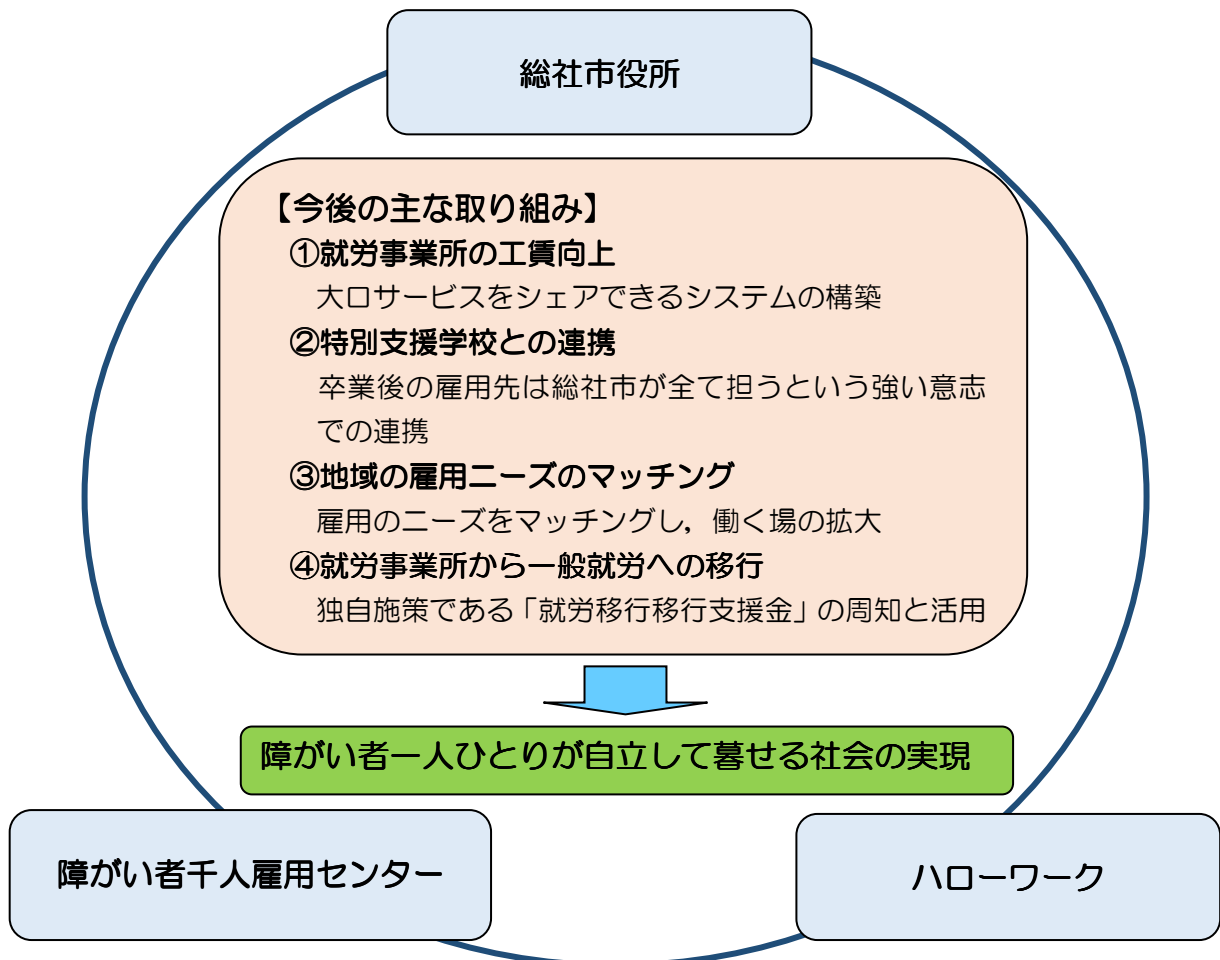 総社市役所
【今後の主な取り組み】
①就労事業所の工賃向上
大口サービスをシェアできるシステムの構築
②特別支援学校との連携
卒業後の雇用先は総社市が全て担うという強い意志
での連携
③地域の雇用ニーズのマッチング
雇用のニーズをマッチングし，働く場の拡大
④就労事業所から一般就労への移行
独自施策である「就労移行移行支援金」の周知と活用
障がい者一人ひとりが自立して暮せる社会の実現
障がい者千人雇用センター
ハローワーク